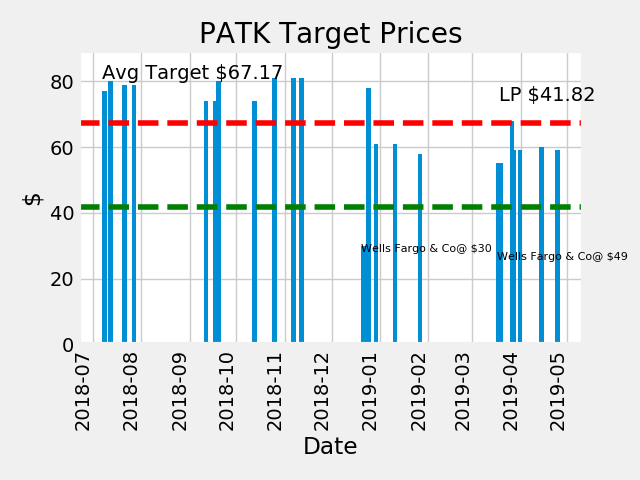 PATK Target Prices
Avg Target $67.17
LP $41.82
80
60
40
20
0
$
Wells Fargo & Co@ $30
Wells Fargo & Co@ $49
2018-07
2018-08
2018-09
2018-10
2018-11
2018-12
2019-01
2019-02
2019-03
2019-04
2019-05
Date